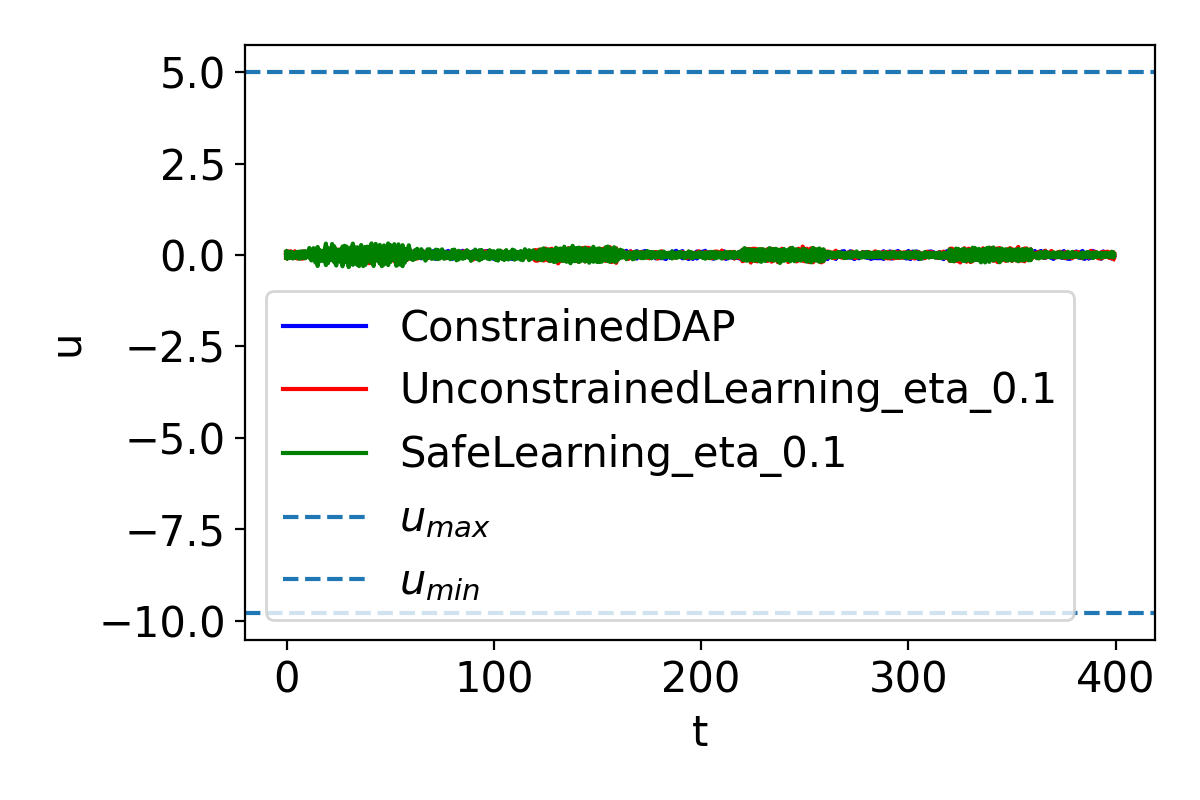 5.0
2.5
0.0
−2.5
−5.0
−7.5
−10.0
u
ConstrainedDAP
UnconstrainedLearning_eta_0.1
SafeLearning_eta_0.1
u_max
u_min
0 100 200 300 400
t